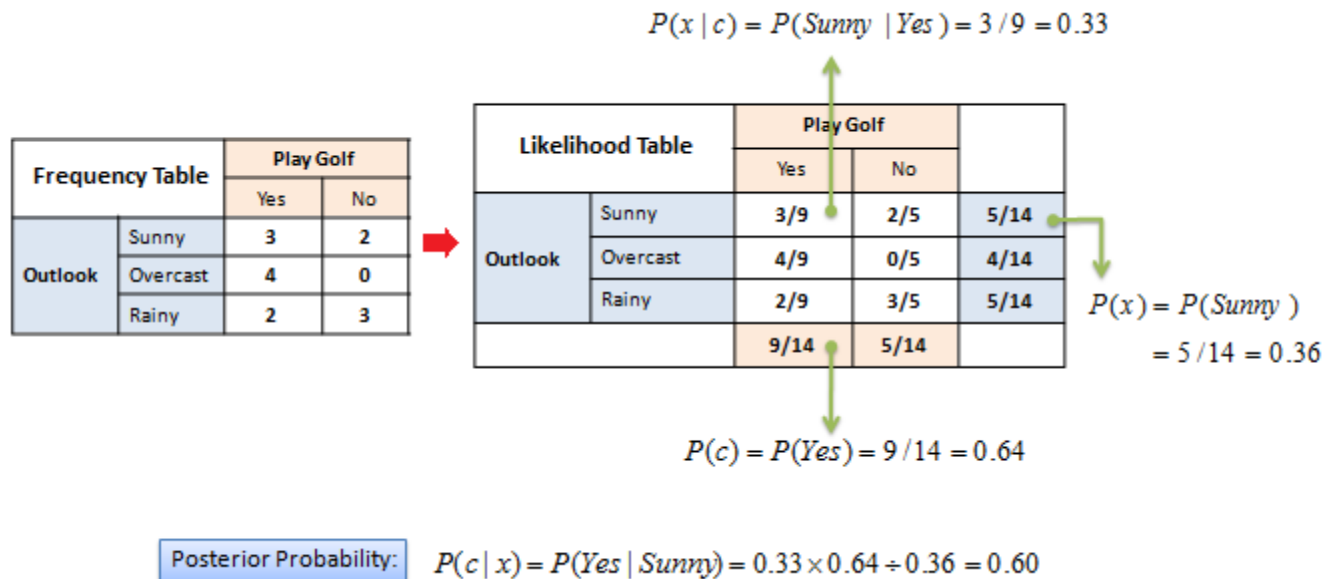 P(x | c) = P(Sunny | Yes) = 3 / 9 = 0.33
Frequency Table
Play Golf
Yes No
Outlook
Sunny 3 2
Overcast 4 0
Rainy 2 3
Likelihood Table
Play Golf
Yes No
Outlook
Sunny 3/9 2/5 5/14
Overcast 4/9 0/5 4/14
Rainy 2/9 3/5 5/14
9/14 5/14
P(x) = P(Sunny)
= 5 / 14 = 0.36
P(c) = P(Yes) = 9 / 14 = 0.64
Posterior Probability: P(c | x) = P(Yes | Sunny) = 0.33 × 0.64 ÷ 0.36 = 0.60